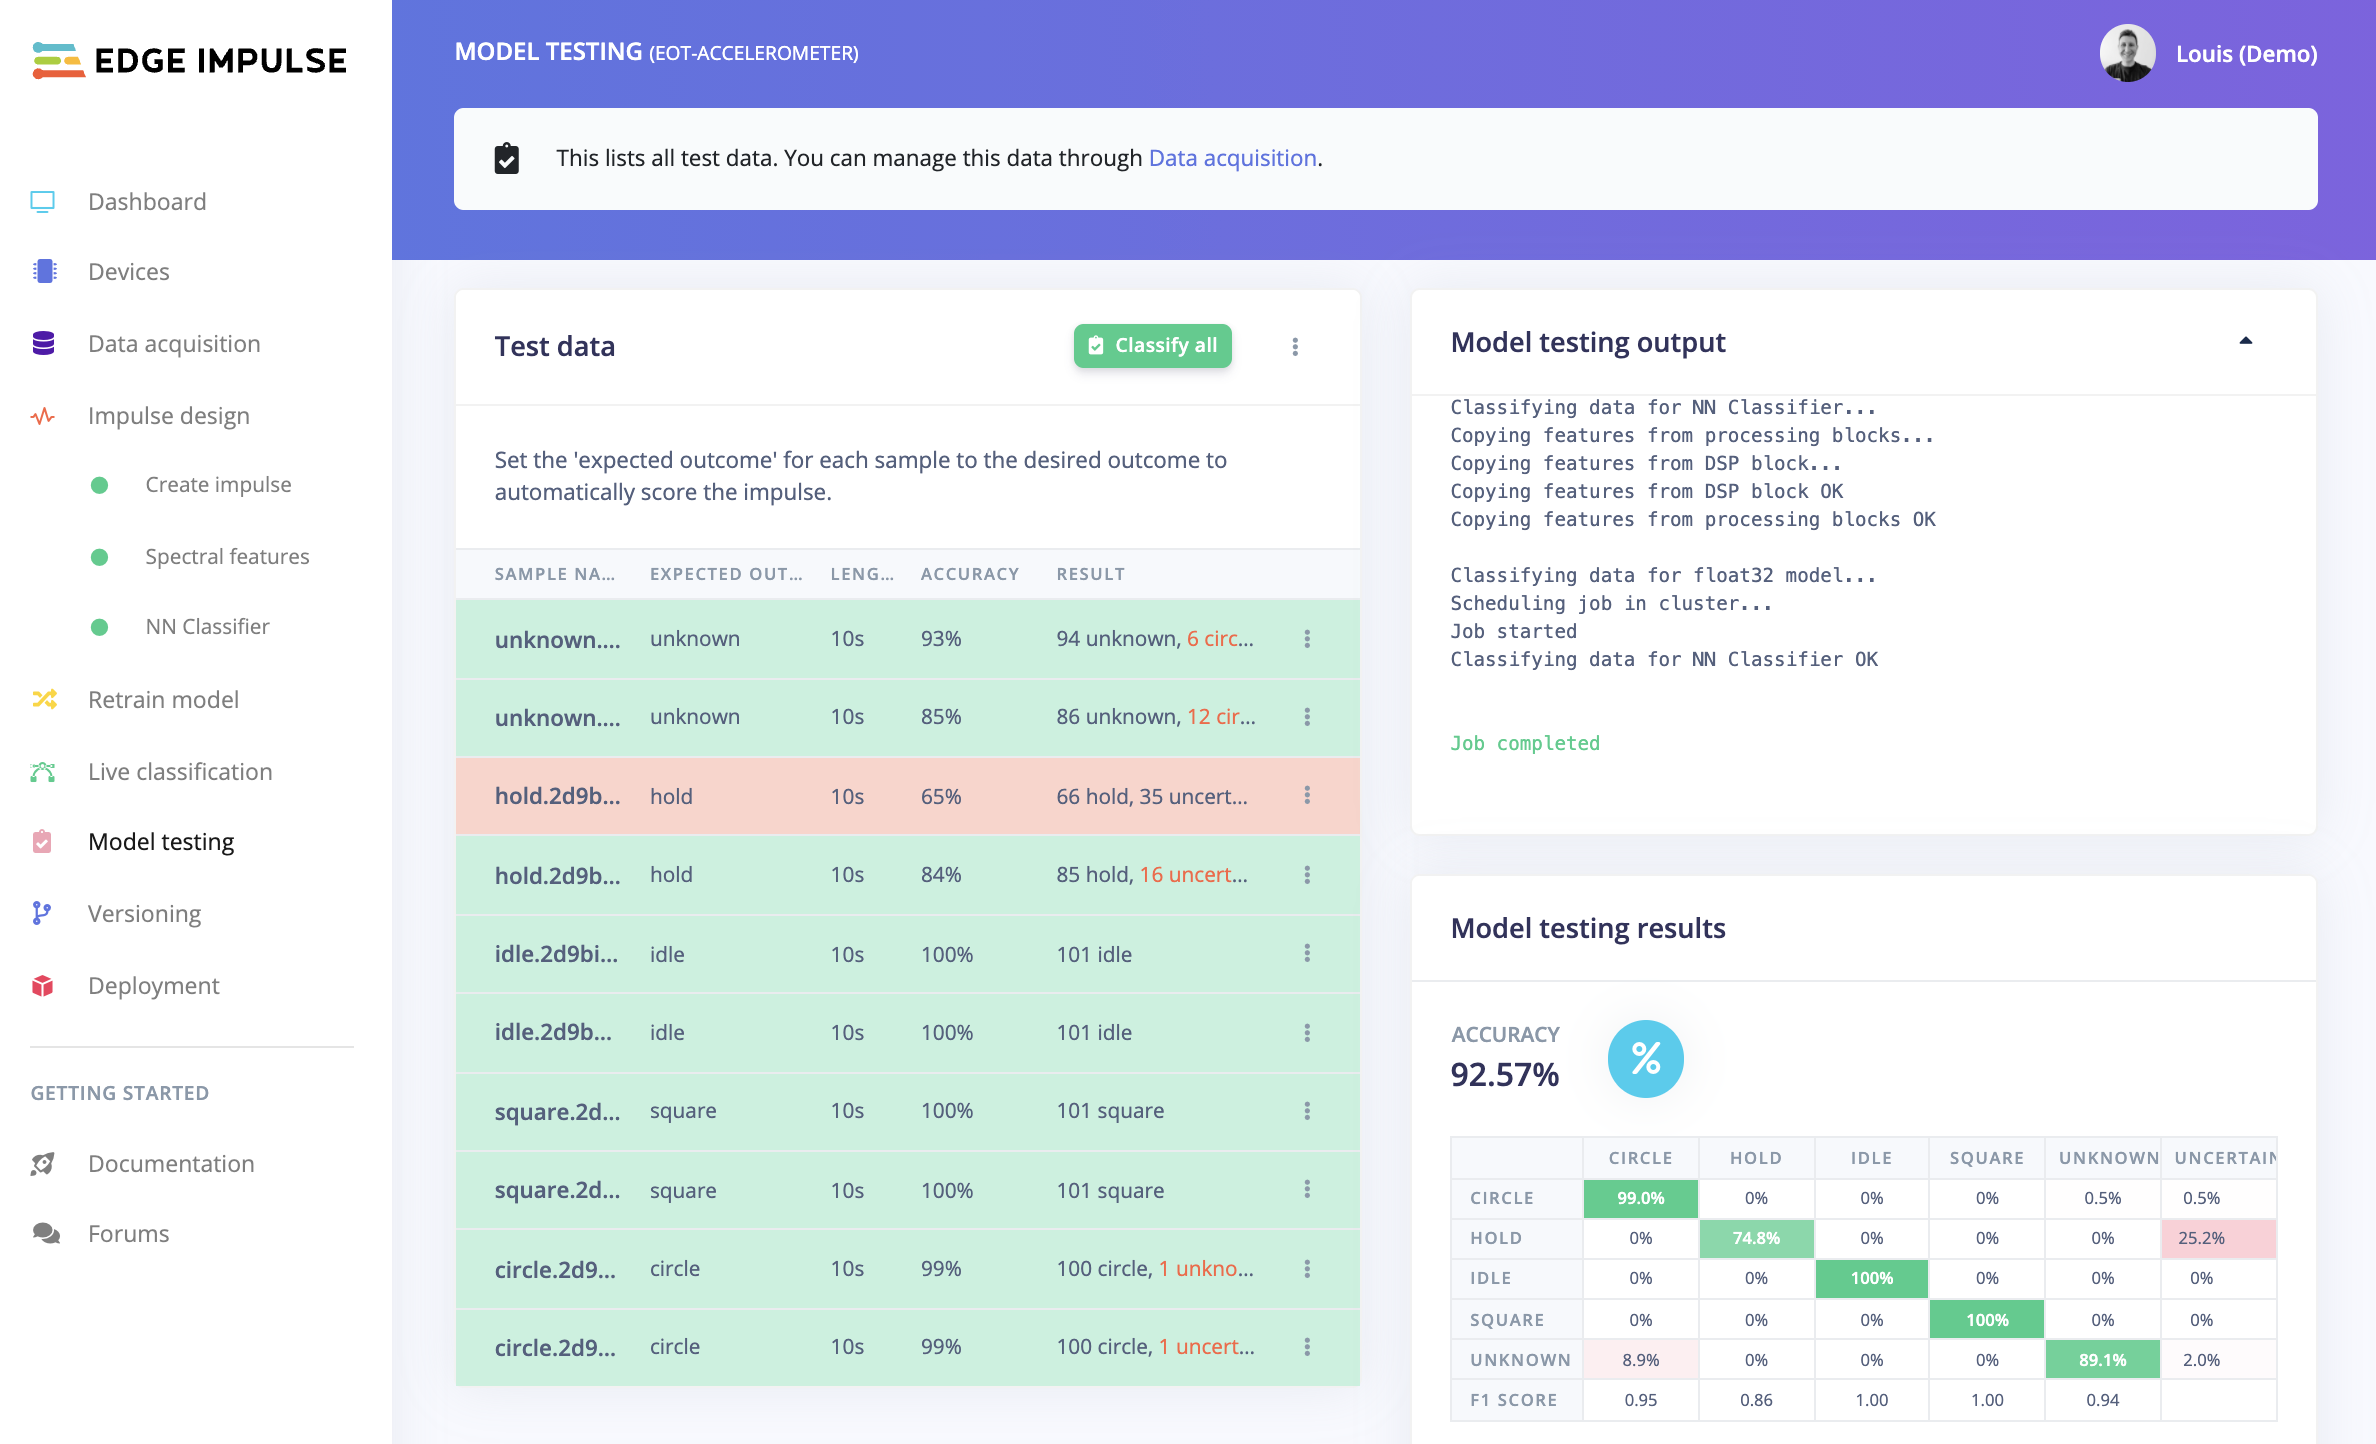 EDGE IMPULSE
Dashboard
Devices
Data acquisition
Impulse design
Create impulse
Spectral features
NN Classifier
Retrain model
Live classification
Model testing
Versioning
Deployment
GETTING STARTED
Documentation
Forums
MODEL TESTING (EOT-ACCELEROMETER)
Louis (Demo)
This lists all test data. You can manage this data through Data acquisition.
Test data
Classify all
Set the 'expected outcome' for each sample to the desired outcome to
automatically score the impulse.
SAMPLE NA... EXPECTED OUT... LENG... ACCURACY RESULT
unknown.... unknown 10s 93% 94 unknown, 6 circ...
unknown.... unknown 10s 85% 86 unknown, 12 cir...
hold.2d9b... hold 10s 65% 66 hold, 35 uncert...
hold.2d9b... hold 10s 84% 85 hold, 16 uncert...
idle.2d9bi... idle 10s 100% 101 idle
idle.2d9b... idle 10s 100% 101 idle
square.2d... square 10s 100% 101 square
square.2d... square 10s 100% 101 square
circle.2d9... circle 10s 99% 100 circle, 1 unkno...
circle.2d9... circle 10s 99% 100 circle, 1 uncert...
Model testing output
Classifying data for NN Classifier...
Copying features from processing blocks...
Copying features from DSP block...
Copying features from DSP block OK
Copying features from processing blocks OK
Classifying data for float32 model...
Scheduling job in cluster...
Job started
Classifying data for NN Classifier OK
Job completed
Model testing results
ACCURACY
92.57%
%
CIRCLE HOLD IDLE SQUARE UNKNOWN UNCERTAIN
CIRCLE 99.0% 0% 0% 0% 0.5% 0.5%
HOLD 0% 74.8% 0% 0% 0% 25.2%
IDLE 0% 0% 100% 0% 0% 0%
SQUARE 0% 0% 0% 100% 0% 0%
UNKNOWN 8.9% 0% 0% 0% 89.1% 2.0%
F1 SCORE 0.95 0.86 1.00 1.00 0.94